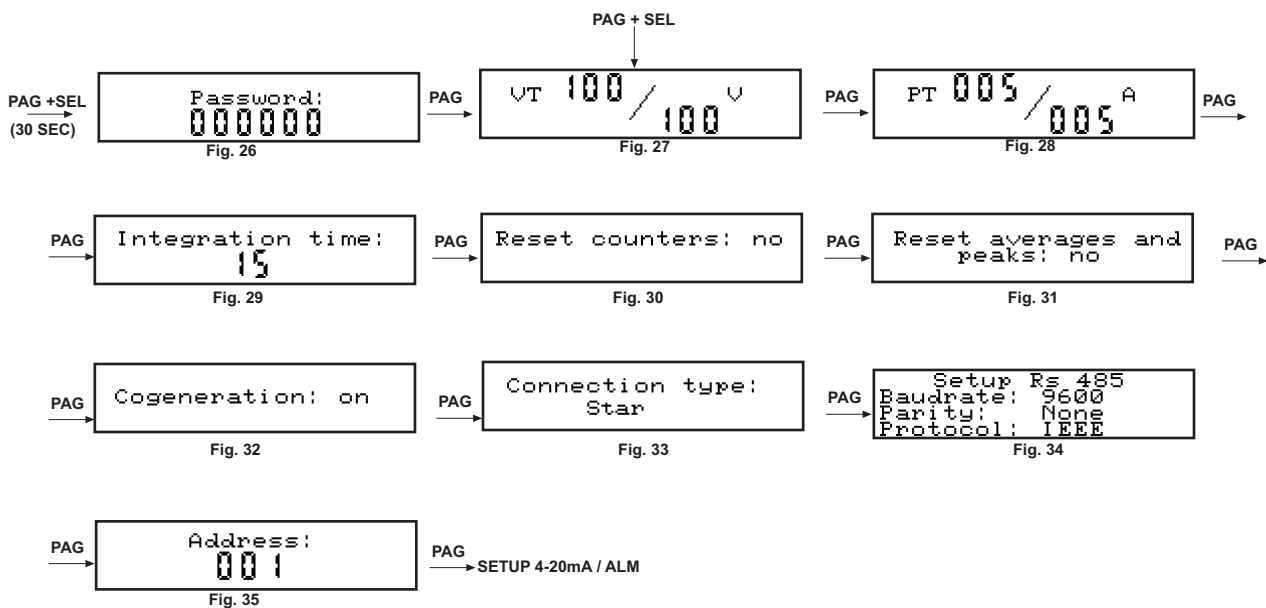 PAG + SEL
PAG +SEL
(30 SEC)
Password:
000000
Fig. 26
PAG
VT 100 / 100 V
Fig. 27
PAG
PT 005 / 005 A
Fig. 28
PAG
PAG
Integration time:
15
Fig. 29
PAG
Reset counters: no
Fig. 30
PAG
Reset averages and
peaks: no
Fig. 31
PAG
PAG
Cogeneration: on
Fig. 32
PAG
Connection type:
Star
Fig. 33
PAG
Setup Rs 485
Baudrate: 9600
Parity: None
Protocol: IEEE
Fig. 34
PAG
Address:
001
Fig. 35
PAG
SETUP 4-20mA / ALM